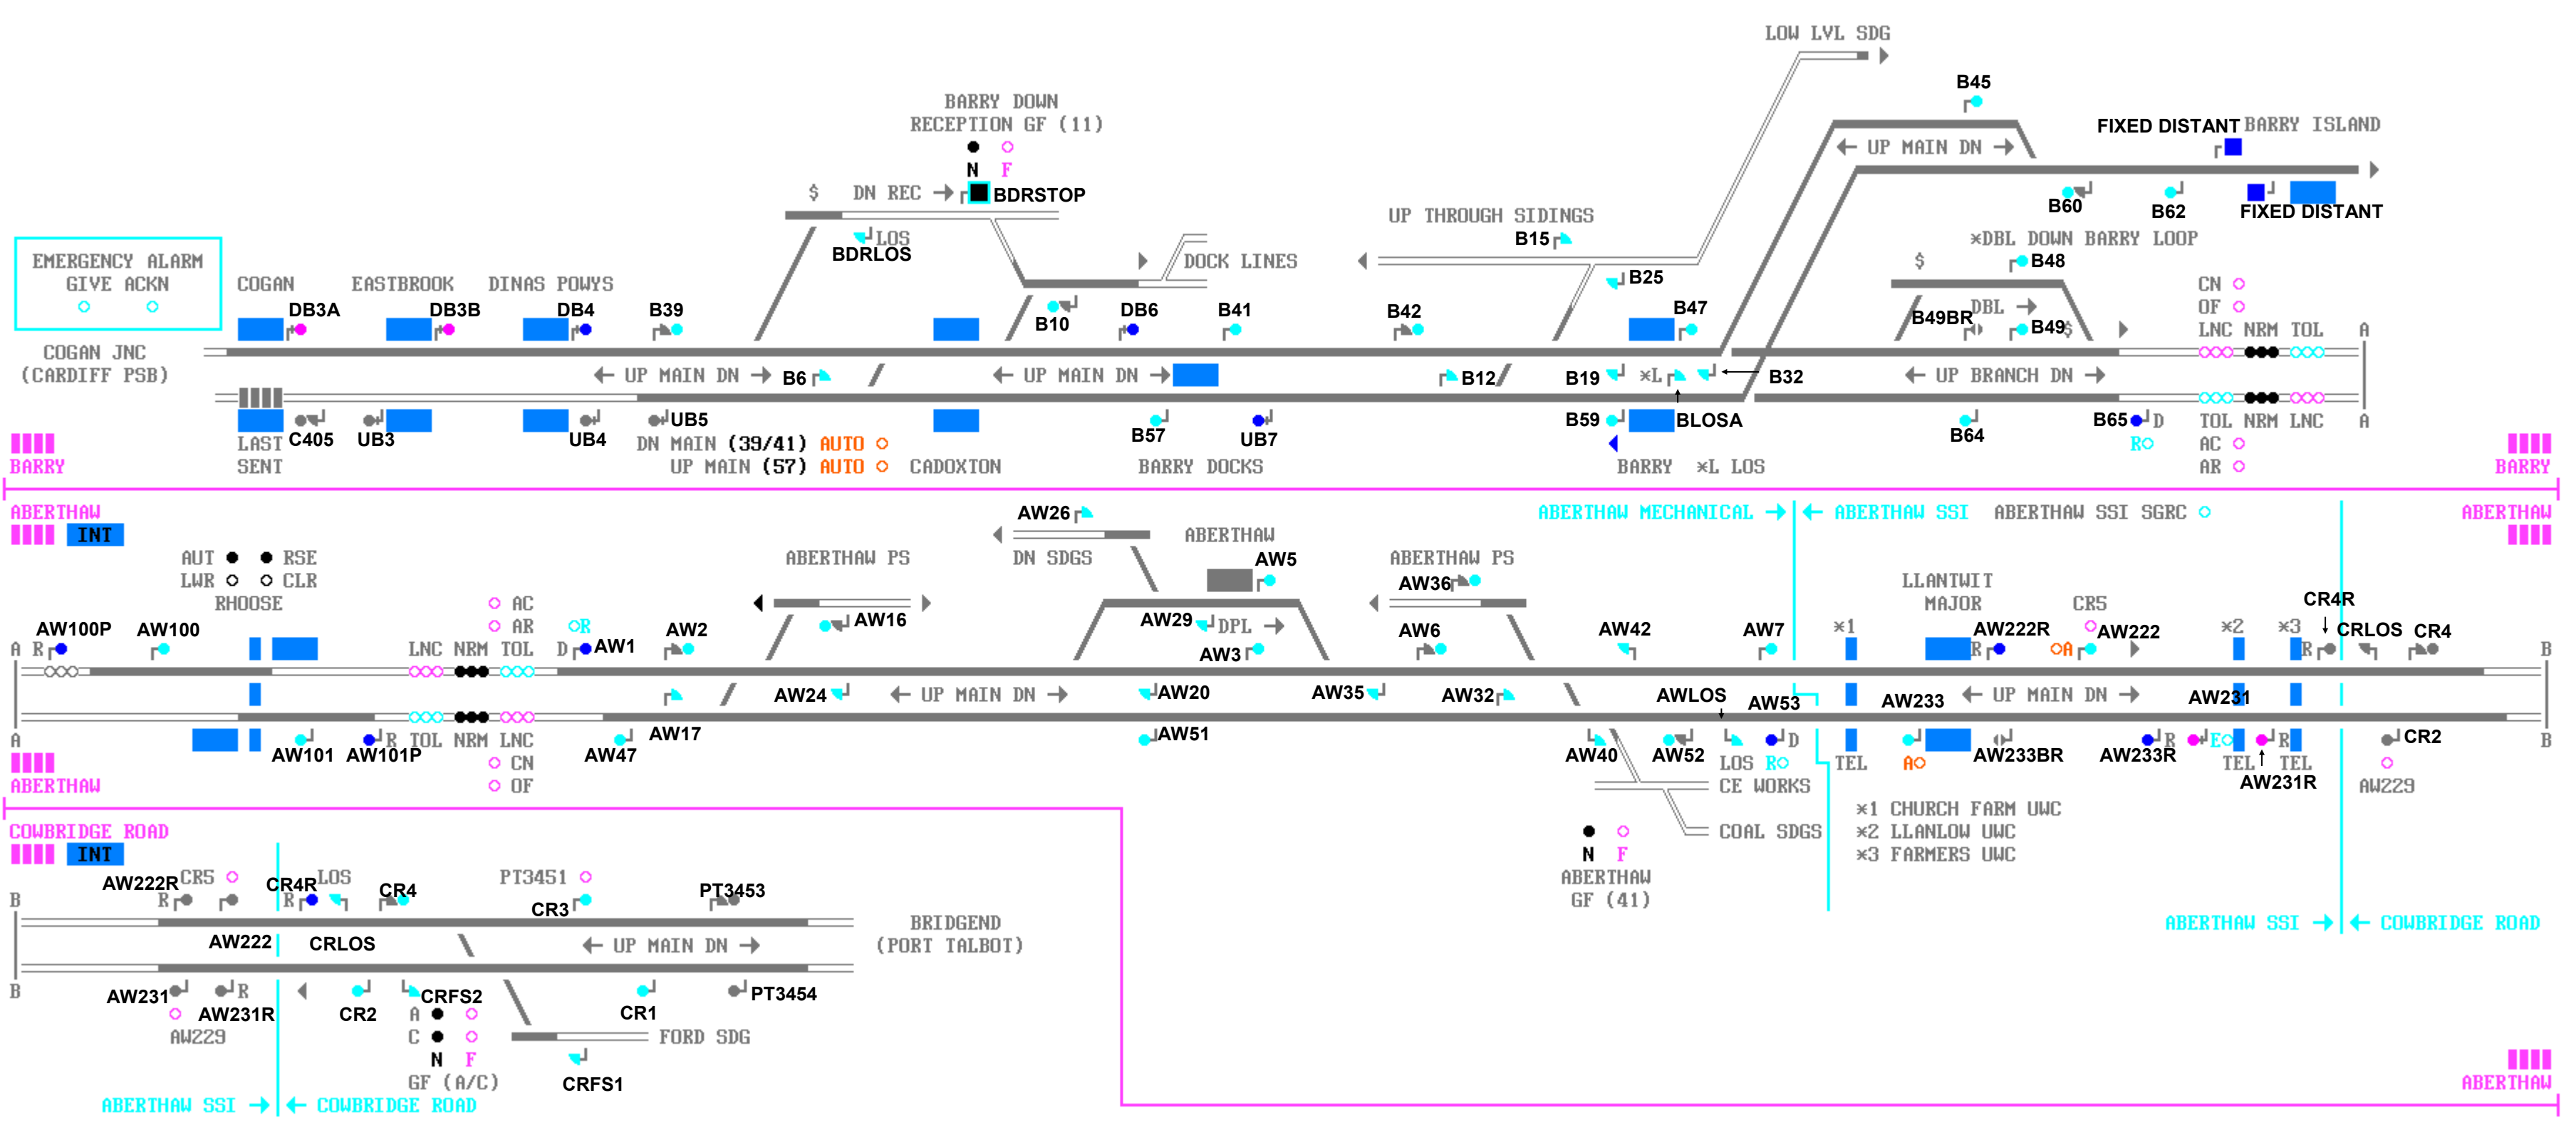 LOW LVL SDG
B45
BARRY DOWN
RECEPTION GF (11)
FIXED DISTANT BARRY ISLAND
← UP MAIN DN →
N F
$ DN REC → BDRSTOP
B60 B62 FIXED DISTANT
UP THROUGH SIDINGS
LOS
BDRLOS
B15
*DBL DOWN BARRY LOOP
EMERGENCY ALARM
GIVE ACKN
DOCK LINES
$ B48
B25
COGAN EASTBROOK DINAS POWYS
CN
OF
DB3A DB3B DB4 B39
B10 DB6 B41 B42 B47
DBL →
B49BR B49 $
LNC NRM TOL A
COGAN JNC
(CARDIFF PSB)
← UP MAIN DN → B6 ← UP MAIN DN → B12 B19 *L B32 ← UP BRANCH DN →
C405 UB3 UB4 UB5 B57 UB7 B59 BLOSA B64 B65 D TOL NRM LNC A
LAST
SENT
DN MAIN (39/41) AUTO
UP MAIN (57) AUTO
CADOXTON BARRY DOCKS BARRY *L LOS
R AC
AR
BARRY BARRY
ABERTHAW ABERTHAW
INT
AW26
ABERTHAW MECHANICAL → ← ABERTHAW SSI ABERTHAW SSI SGRC
AUT RSE
LWR CLR
RHOOSE
ABERTHAW PS DN SDGS ABERTHAW ABERTHAW PS
AW5 AW36
LLANTWIT
MAJOR
CR5 CR4R
AC
AR
R
AW16 AW29 DPL →
*1 *2 *3
AW100P AW100 AW2 AW6 AW42 AW7 AW222R AW222 CRLOS CR4
A R LNC NRM TOL D AW1 AW3 R A R B
AW17 AW24 ← UP MAIN DN → AW20 AW35 AW32 AWLOS AW53 AW233 ← UP MAIN DN → AW231
A AW101 AW101P R TOL NRM LNC AW47 AW51 AW40 AW52 D AW233BR AW233R R E R CR2 B
CN
OF
LOS R TEL A TEL TEL
AW231R
AW229
ABERTHAW
CE WORKS
COAL SDGS
*1 CHURCH FARM UWC
*2 LLANLOW UWC
*3 FARMERS UWC
N F
ABERTHAW
GF (41)
COWBRIDGE ROAD
INT
AW222R CR5 CR4R LOS CR4 PT3451 PT3453
B R R CR3
AW222 CRLOS ← UP MAIN DN →
BRIDGEND
(PORT TALBOT)
ABERTHAW SSI → ← COWBRIDGE ROAD
B AW231 R CRFS2 PT3454
AW231R CR2 A CR1
AW229 C FORD SDG
N F
GF (A/C) CRFS1
ABERTHAW SSI → ← COWBRIDGE ROAD
ABERTHAW